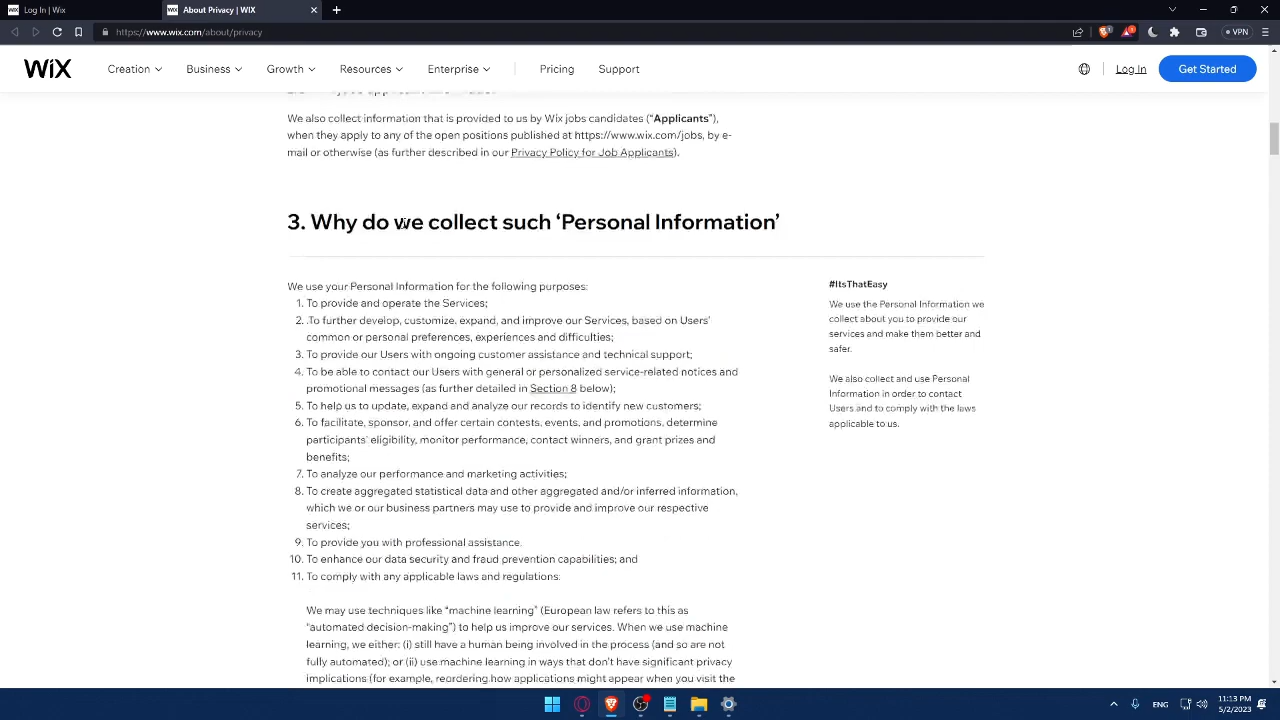 Log In | Wix
About Privacy | WIX
https://www.wix.com/about/privacy
VPN
WIX
Creation
Business
Growth
Resources
Enterprise
Pricing
Support
Log In
Get Started
We also collect information that is provided to us by Wix jobs candidates (“Applicants”),
when they apply to any of the open positions published at https://www.wix.com/jobs, by e-
mail or otherwise (as further described in our Privacy Policy for Job Applicants).
3. Why do we collect such ‘Personal Information’
We use your Personal Information for the following purposes:
1. To provide and operate the Services;
2. .To further develop, customize, expand, and improve our Services, based on Users’
common or personal preferences, experiences and difficulties;
3. To provide our Users with ongoing customer assistance and technical support;
4. To be able to contact our Users with general or personalized service-related notices and
promotional messages (as further detailed in Section 8 below);
5. To help us to update, expand and analyze our records to identify new customers;
6. To facilitate, sponsor, and offer certain contests, events, and promotions, determine
participants’ eligibility, monitor performance, contact winners, and grant prizes and
benefits;
7. To analyze our performance and marketing activities;
8. To create aggregated statistical data and other aggregated and/or inferred information,
which we or our business partners may use to provide and improve our respective
services;
9. To provide you with professional assistance.
10. To enhance our data security and fraud prevention capabilities; and
11. To comply with any applicable laws and regulations.
We may use techniques like “machine learning” (European law refers to this as
“automated decision-making”) to help us improve our services. When we use machine
learning, we either: (i) still have a human being involved in the process (and so are not
fully automated); or (ii) use machine learning in ways that don’t have significant privacy
implications (for example, reordering how applications might appear when you visit the
#ItsThatEasy
We use the Personal Information we
collect about you to provide our
services and make them better and
safer.
We also collect and use Personal
Information in order to contact
Users and to comply with the laws
applicable to us.
ENG
11:13 PM
5/2/2023